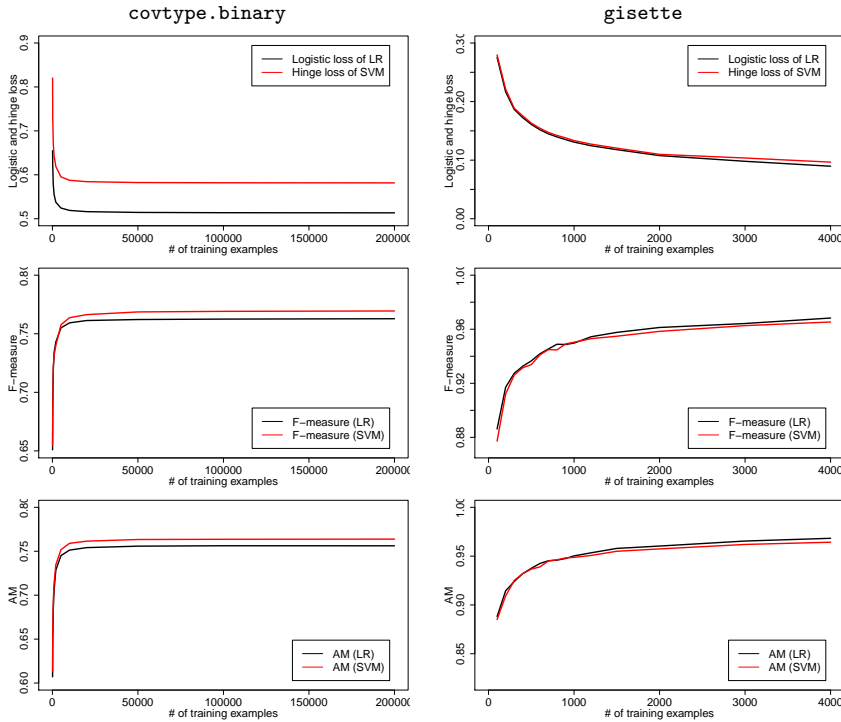 covtype.binary
gisette
Logistic and hinge loss
0.5 0.6 0.7 0.8 0.9
Logistic loss of LR
Hinge loss of SVM
0 50000 100000 150000 200000
# of training examples
Logistic and hinge loss
0.00 0.10 0.20 0.30
Logistic loss of LR
Hinge loss of SVM
0 1000 2000 3000 4000
# of training examples
F−measure
0.65 0.70 0.75 0.80
F−measure (LR)
F−measure (SVM)
0 50000 100000 150000 200000
# of training examples
F−measure
0.88 0.92 0.96 1.00
F−measure (LR)
F−measure (SVM)
0 1000 2000 3000 4000
# of training examples
AM
0.60 0.65 0.70 0.75 0.80
AM (LR)
AM (SVM)
0 50000 100000 150000 200000
# of training examples
AM
0.85 0.90 0.95 1.00
AM (LR)
AM (SVM)
0 1000 2000 3000 4000
# of training examples